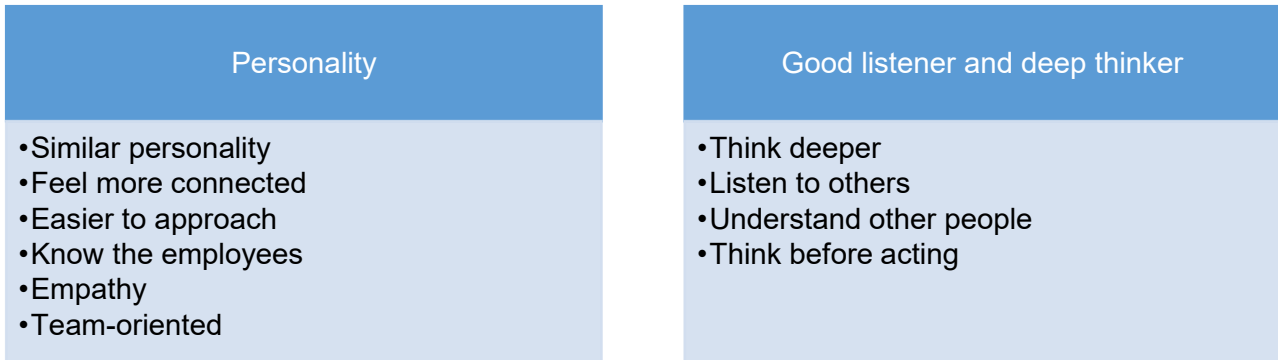 Personality
•Similar personality
•Feel more connected
•Easier to approach
•Know the employees
•Empathy
•Team-oriented
Good listener and deep thinker
•Think deeper
•Listen to others
•Understand other people
•Think before acting